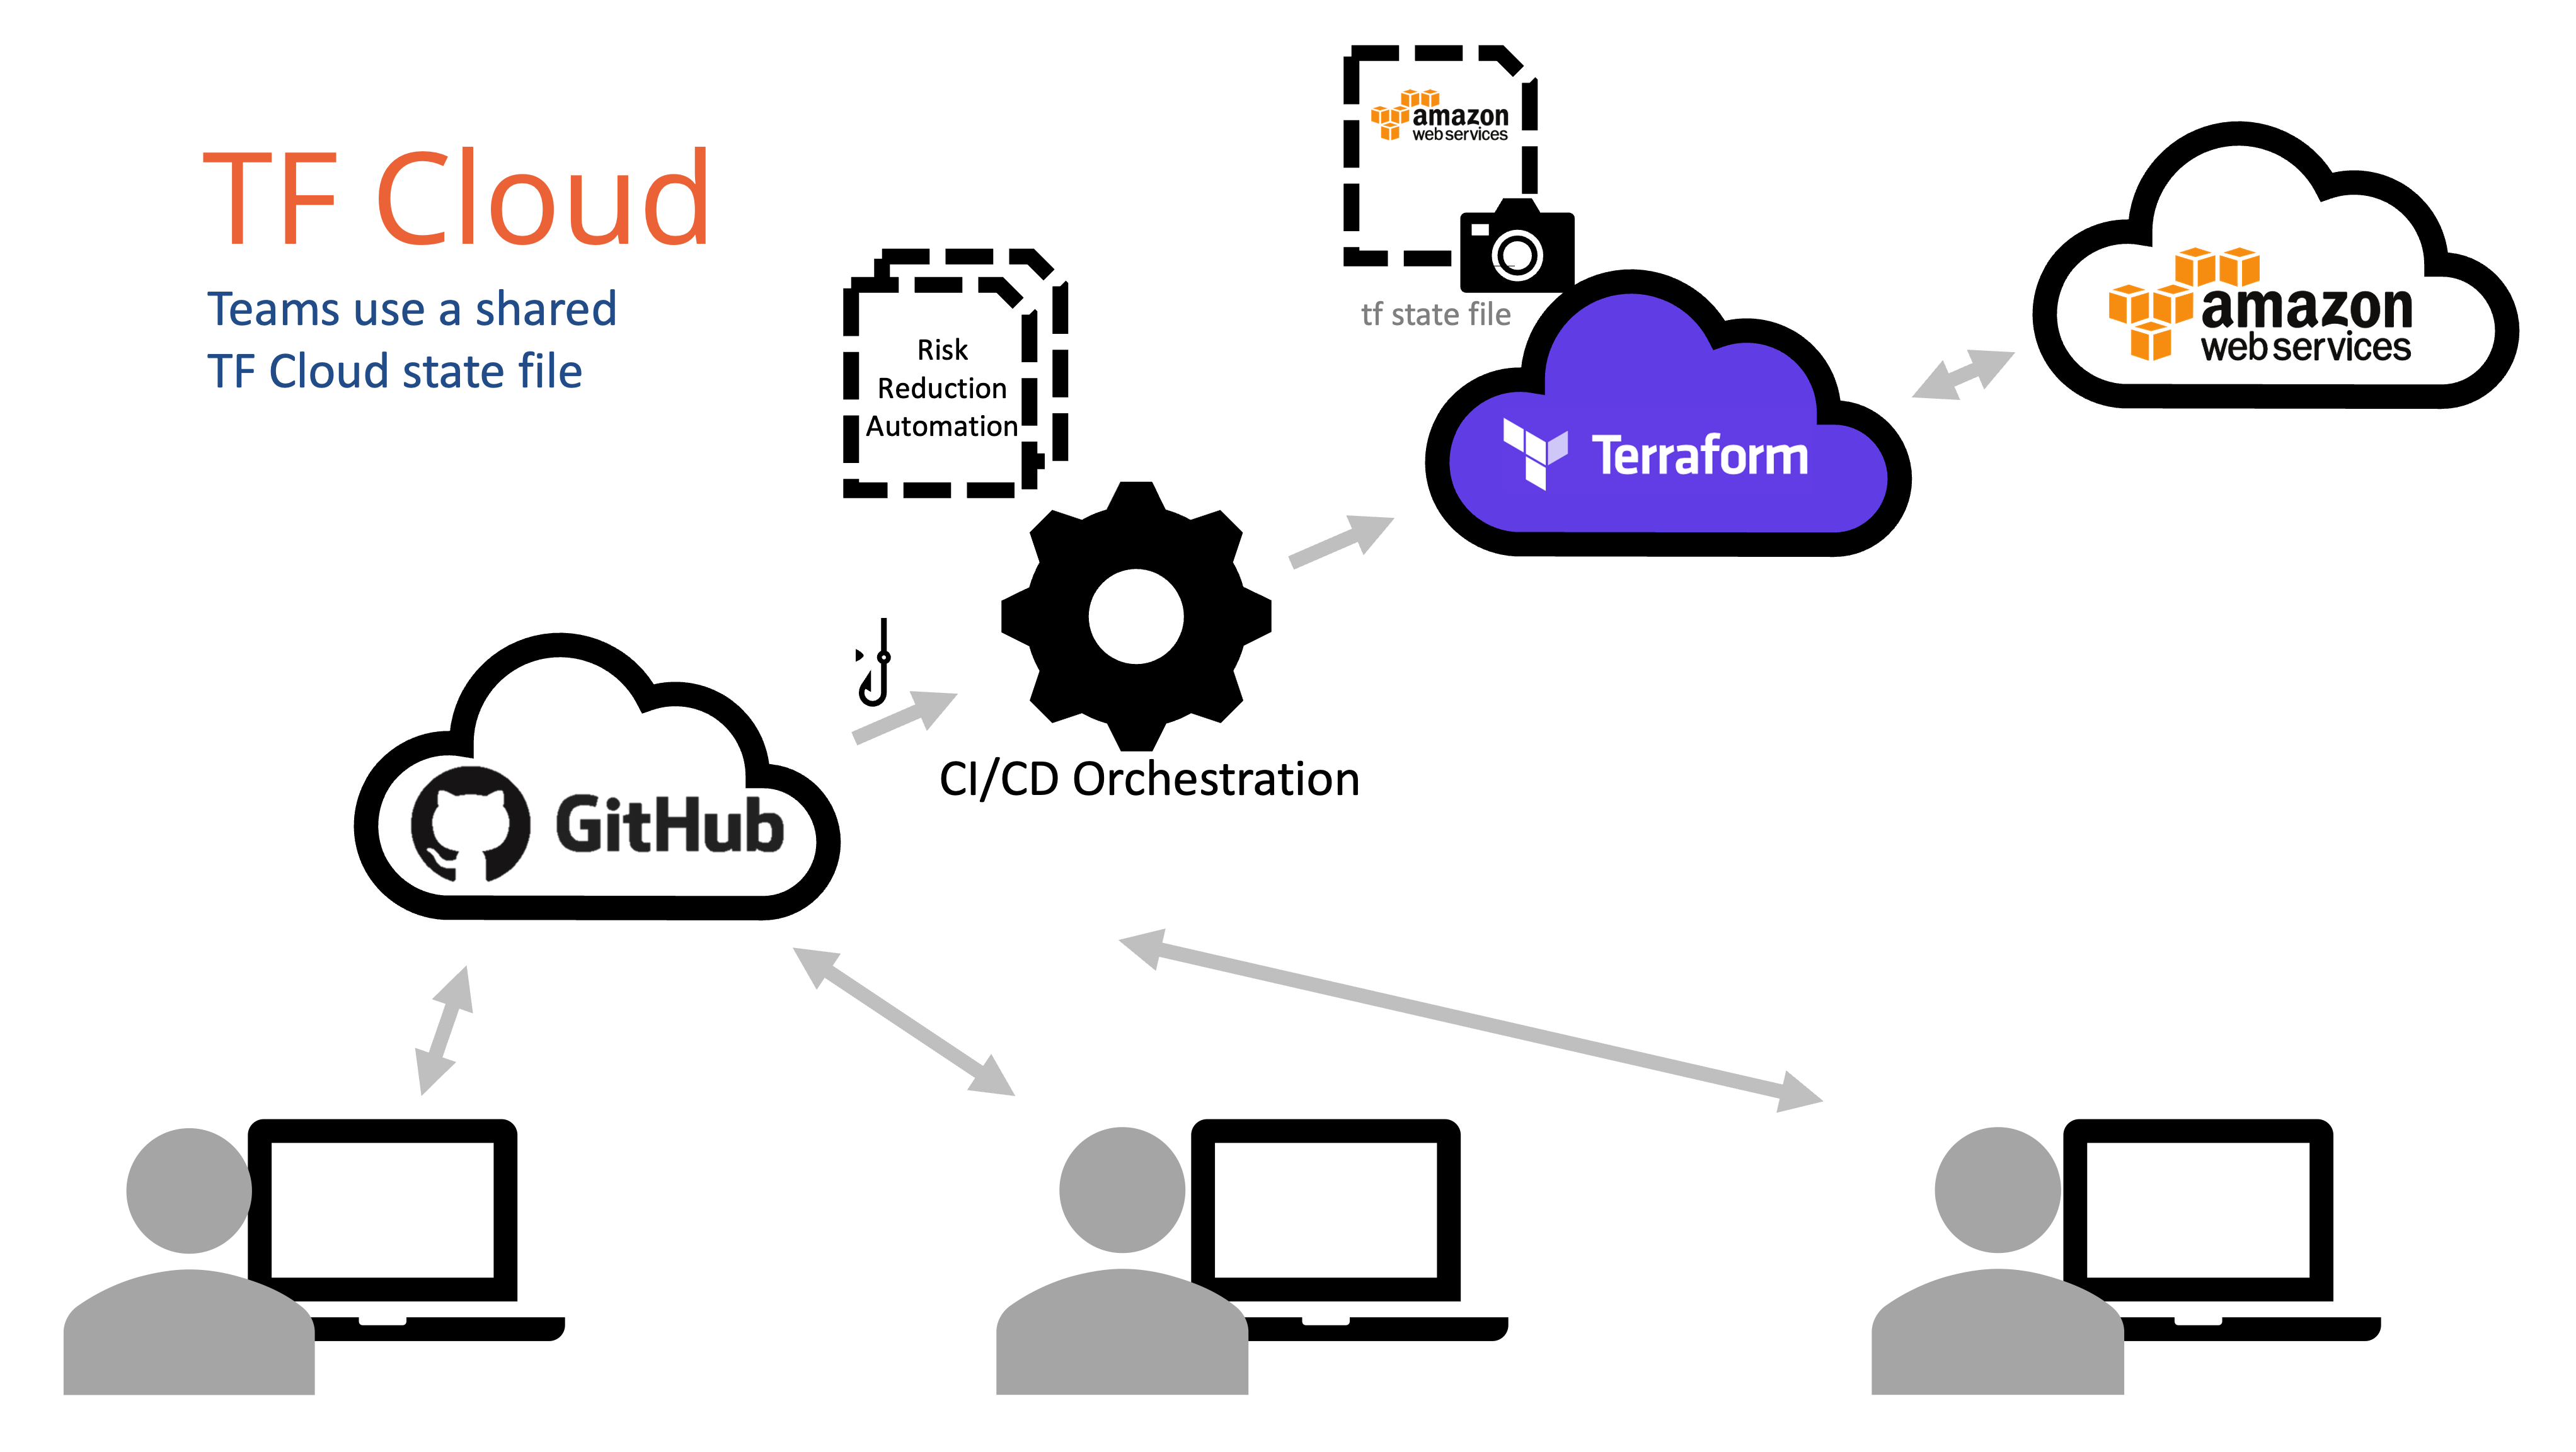 TF Cloud
Teams use a shared
TF Cloud state file
amazon
web services
tf state file
Risk
Reduction
Automation
amazon
web services
Terraform
CI/CD Orchestration
GitHub